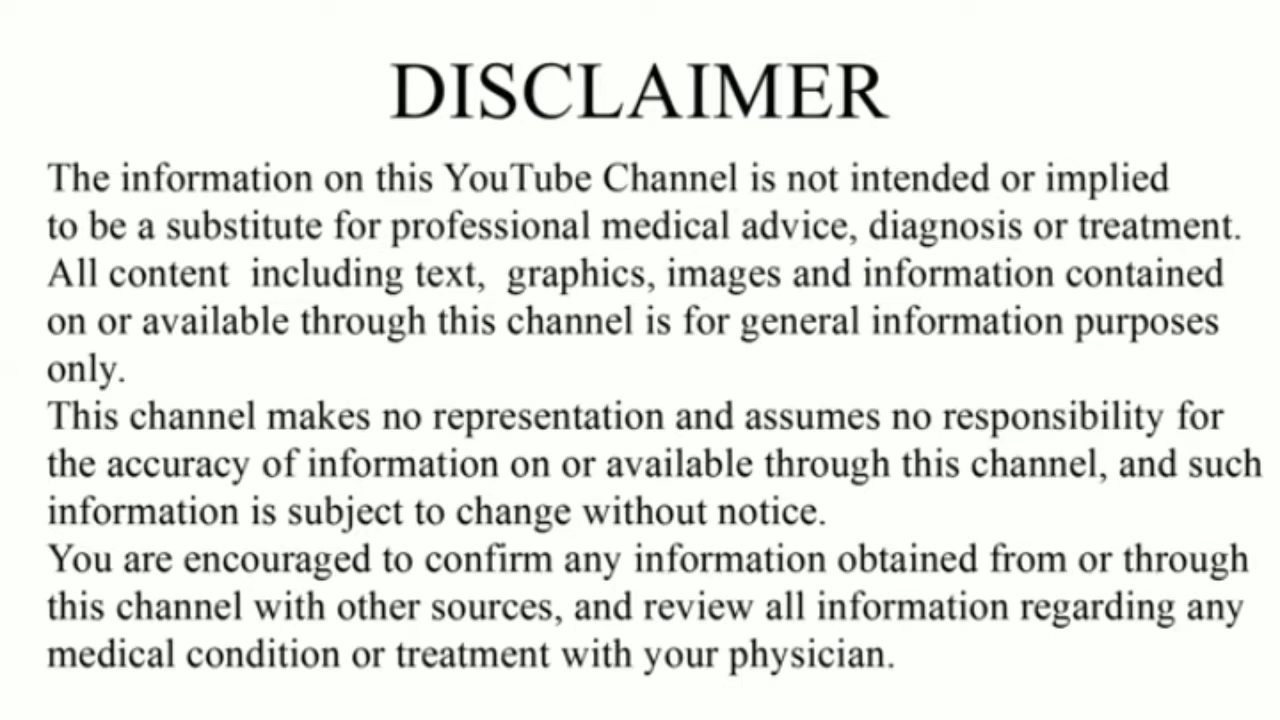 DISCLAIMER
The information on this YouTube Channel is not intended or implied
to be a substitute for professional medical advice, diagnosis or treatment.
All content  including text,  graphics, images and information contained
on or available through this channel is for general information purposes
only.
This channel makes no representation and assumes no responsibility for
the accuracy of information on or available through this channel, and such
information is subject to change without notice.
You are encouraged to confirm any information obtained from or through
this channel with other sources, and review all information regarding any
medical condition or treatment with your physician.